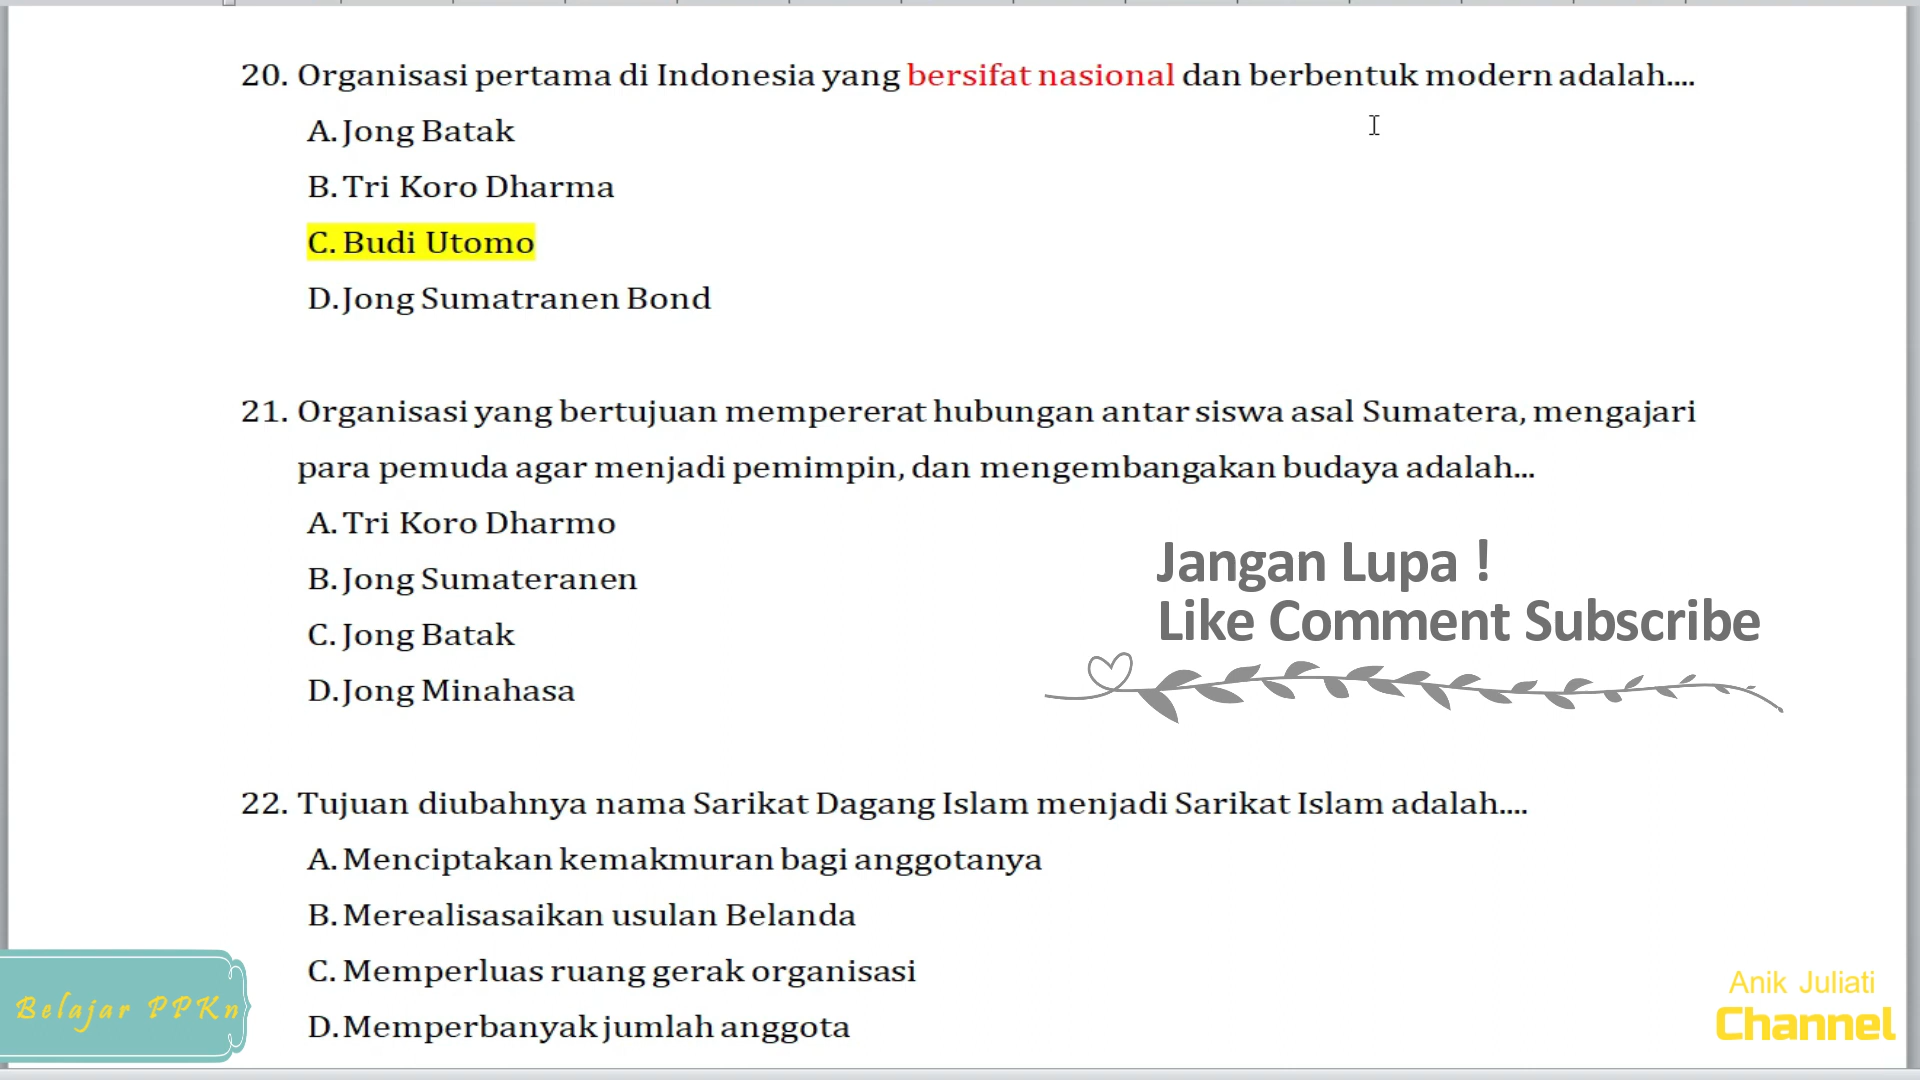 20. Organisasi pertama di Indonesia yang bersifat nasional dan berbentuk modern adalah....
A. Jong Batak
B. Tri Koro Dharma
C. Budi Utomo
D. Jong Sumatranen Bond
21. Organisasi yang bertujuan mempererat hubungan antar siswa asal Sumatera, mengajari
para pemuda agar menjadi pemimpin, dan mengembangakan budaya adalah...
A. Tri Koro Dharmo
B. Jong Sumateranen
C. Jong Batak
D. Jong Minahasa
Jangan Lupa !
Like Comment Subscribe
22. Tujuan diubahnya nama Sarikat Dagang Islam menjadi Sarikat Islam adalah....
A. Menciptakan kemakmuran bagi anggotanya
B. Merealisasaikan usulan Belanda
C. Memperluas ruang gerak organisasi
D. Memperbanyak jumlah anggota
Belajar PPKn
Anik Juliati
Channel